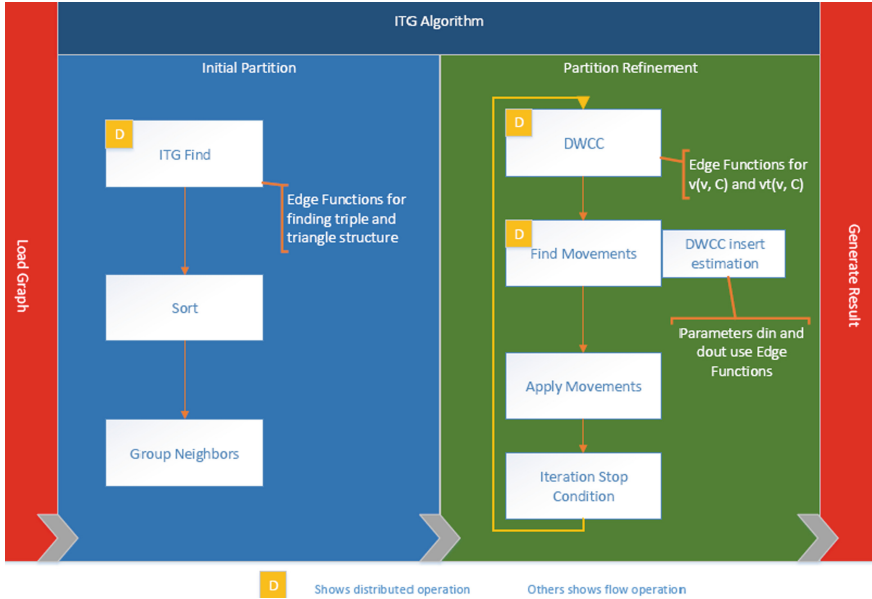 ITG Algorithm
Load Graph
Initial Partition
D
ITG Find
Edge Functions for
finding triple and
triangle structure
Sort
Group Neighbors
Partition Refinement
D
DWCC
Edge Functions for
v(v, C) and vt(v, C)
D
Find Movements
DWCC insert
estimation
Parameters din and
dout use Edge
Functions
Apply Movements
Iteration Stop
Condition
Generate Result
D
Shows distributed operation
Others shows flow operation